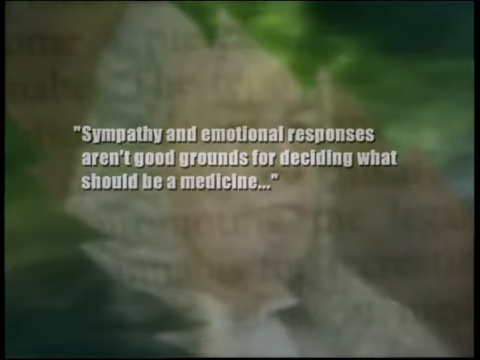 "Sympathy and emotional responses
aren't good grounds for deciding what
should be a medicine..."